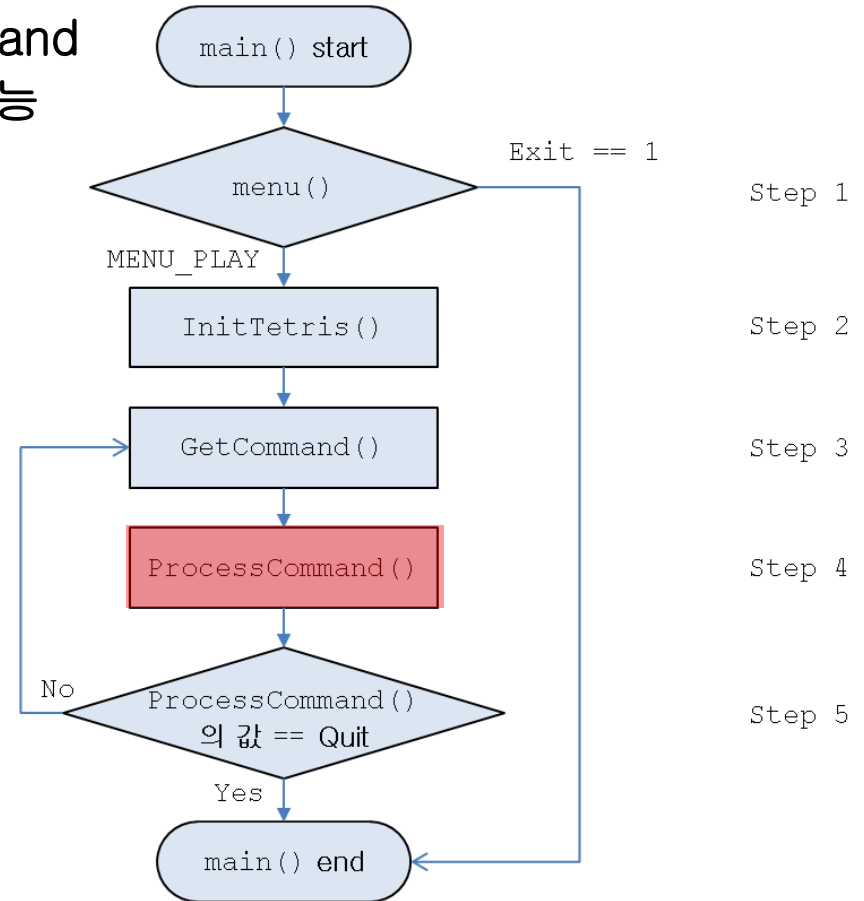 and
능
main() start
Exit == 1
menu()
Step 1
MENU_PLAY
InitTetris()
Step 2
GetCommand()
Step 3
ProcessCommand()
Step 4
No
ProcessCommand()
의 값 == Quit
Step 5
Yes
main() end